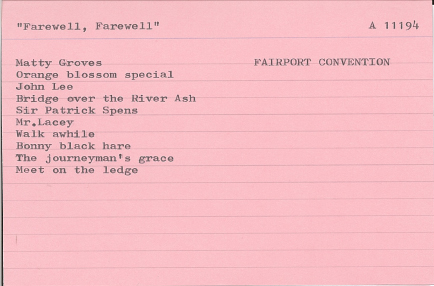 "Farewell, Farewell" A 11194
Matty Groves FAIRPORT CONVENTION
Orange blossom special
John Lee
Bridge over the River Ash
Sir Patrick Spens
Mr.Lacey
Walk awhile
Bonny black hare
The journeyman's grace
Meet on the ledge